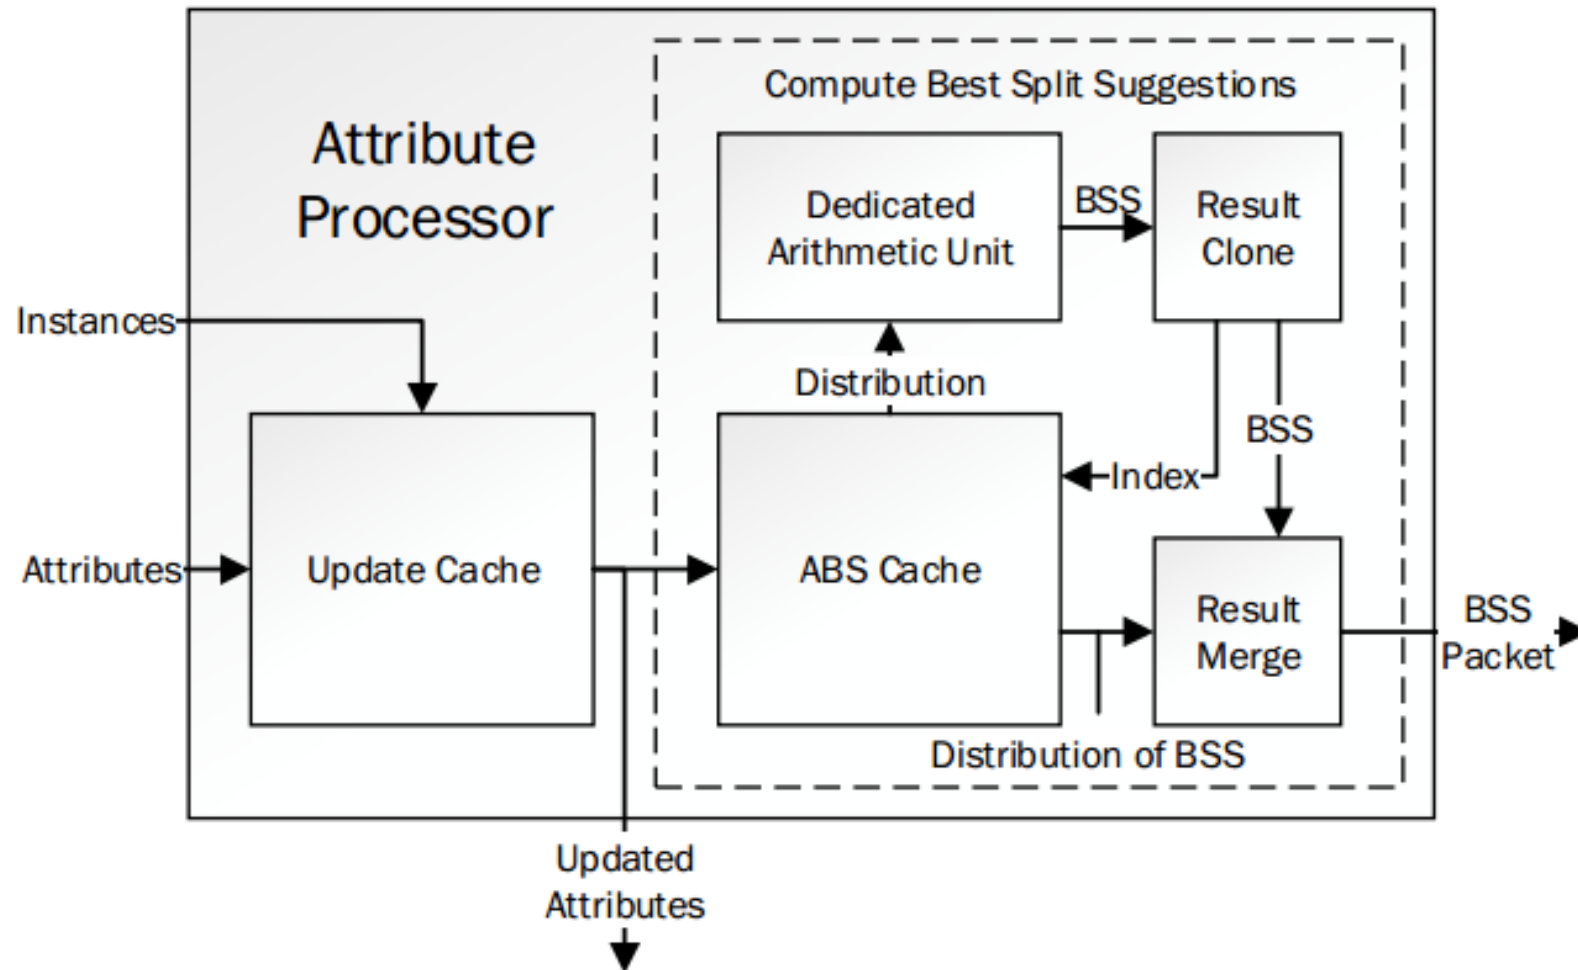 Compute Best Split Suggestions
Attribute
Processor
Dedicated
Arithmetic Unit
BSS
Result
Clone
Instances
Distribution
BSS
Index
Attributes
Update Cache
ABS Cache
Result
Merge
BSS
Packet
Distribution of BSS
Updated
Attributes